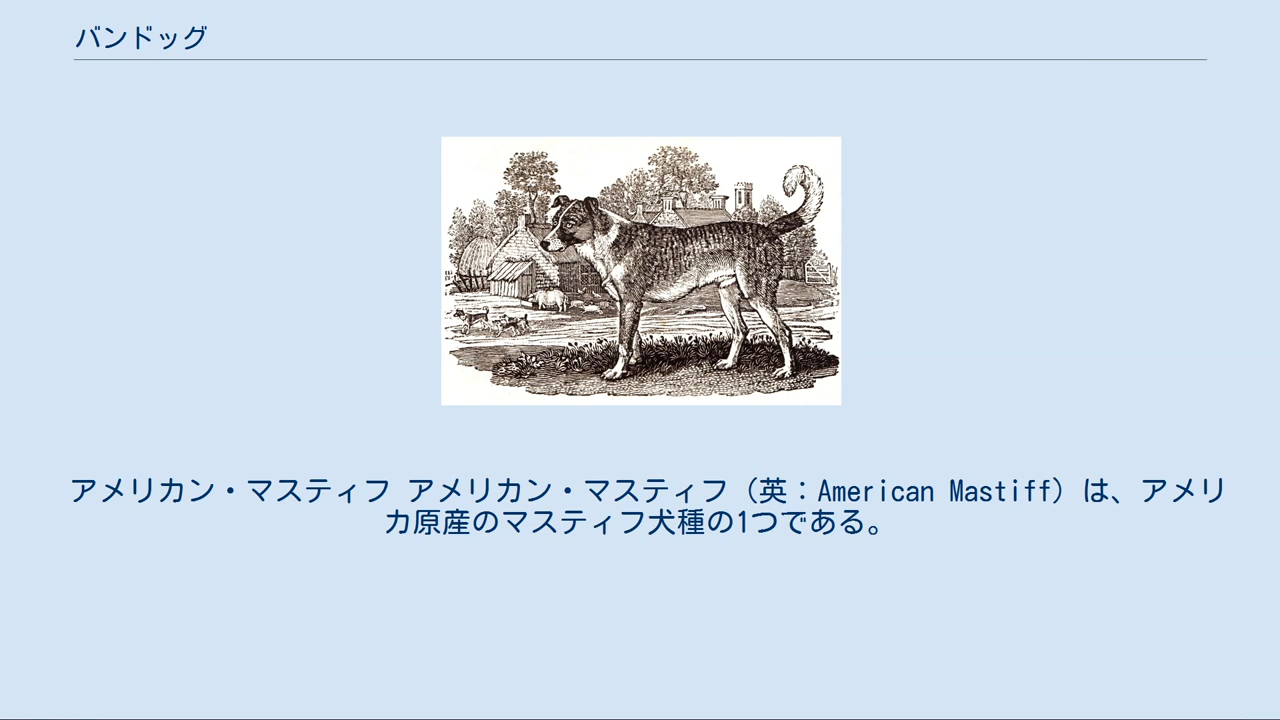 バンドッグ
アメリカン・マスティフ アメリカン・マスティフ（英：American Mastiff）は、アメリ
カ原産のマスティフ犬種の1つである。